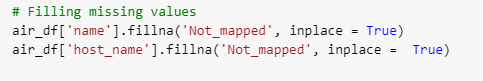 # Filling missing values
air_df['name'].fillna('Not_mapped', inplace = True)
air_df['host_name'].fillna('Not_mapped', inplace =  True)